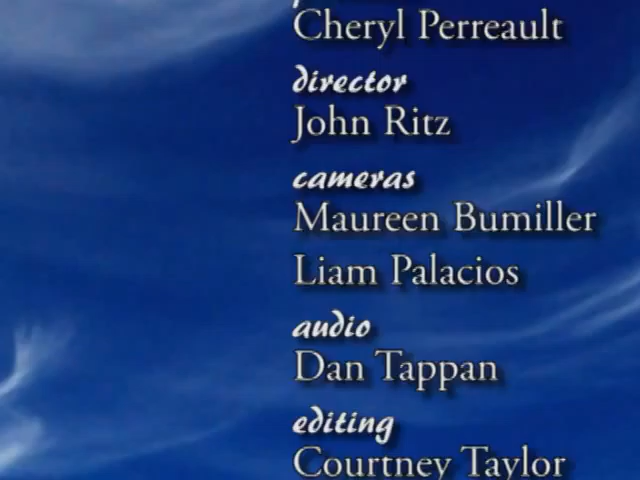 Cheryl Perreault
director
John Ritz
cameras
Maureen Bumiller
Liam Palacios
audio
Dan Tappan
editing
Courtney Taylor